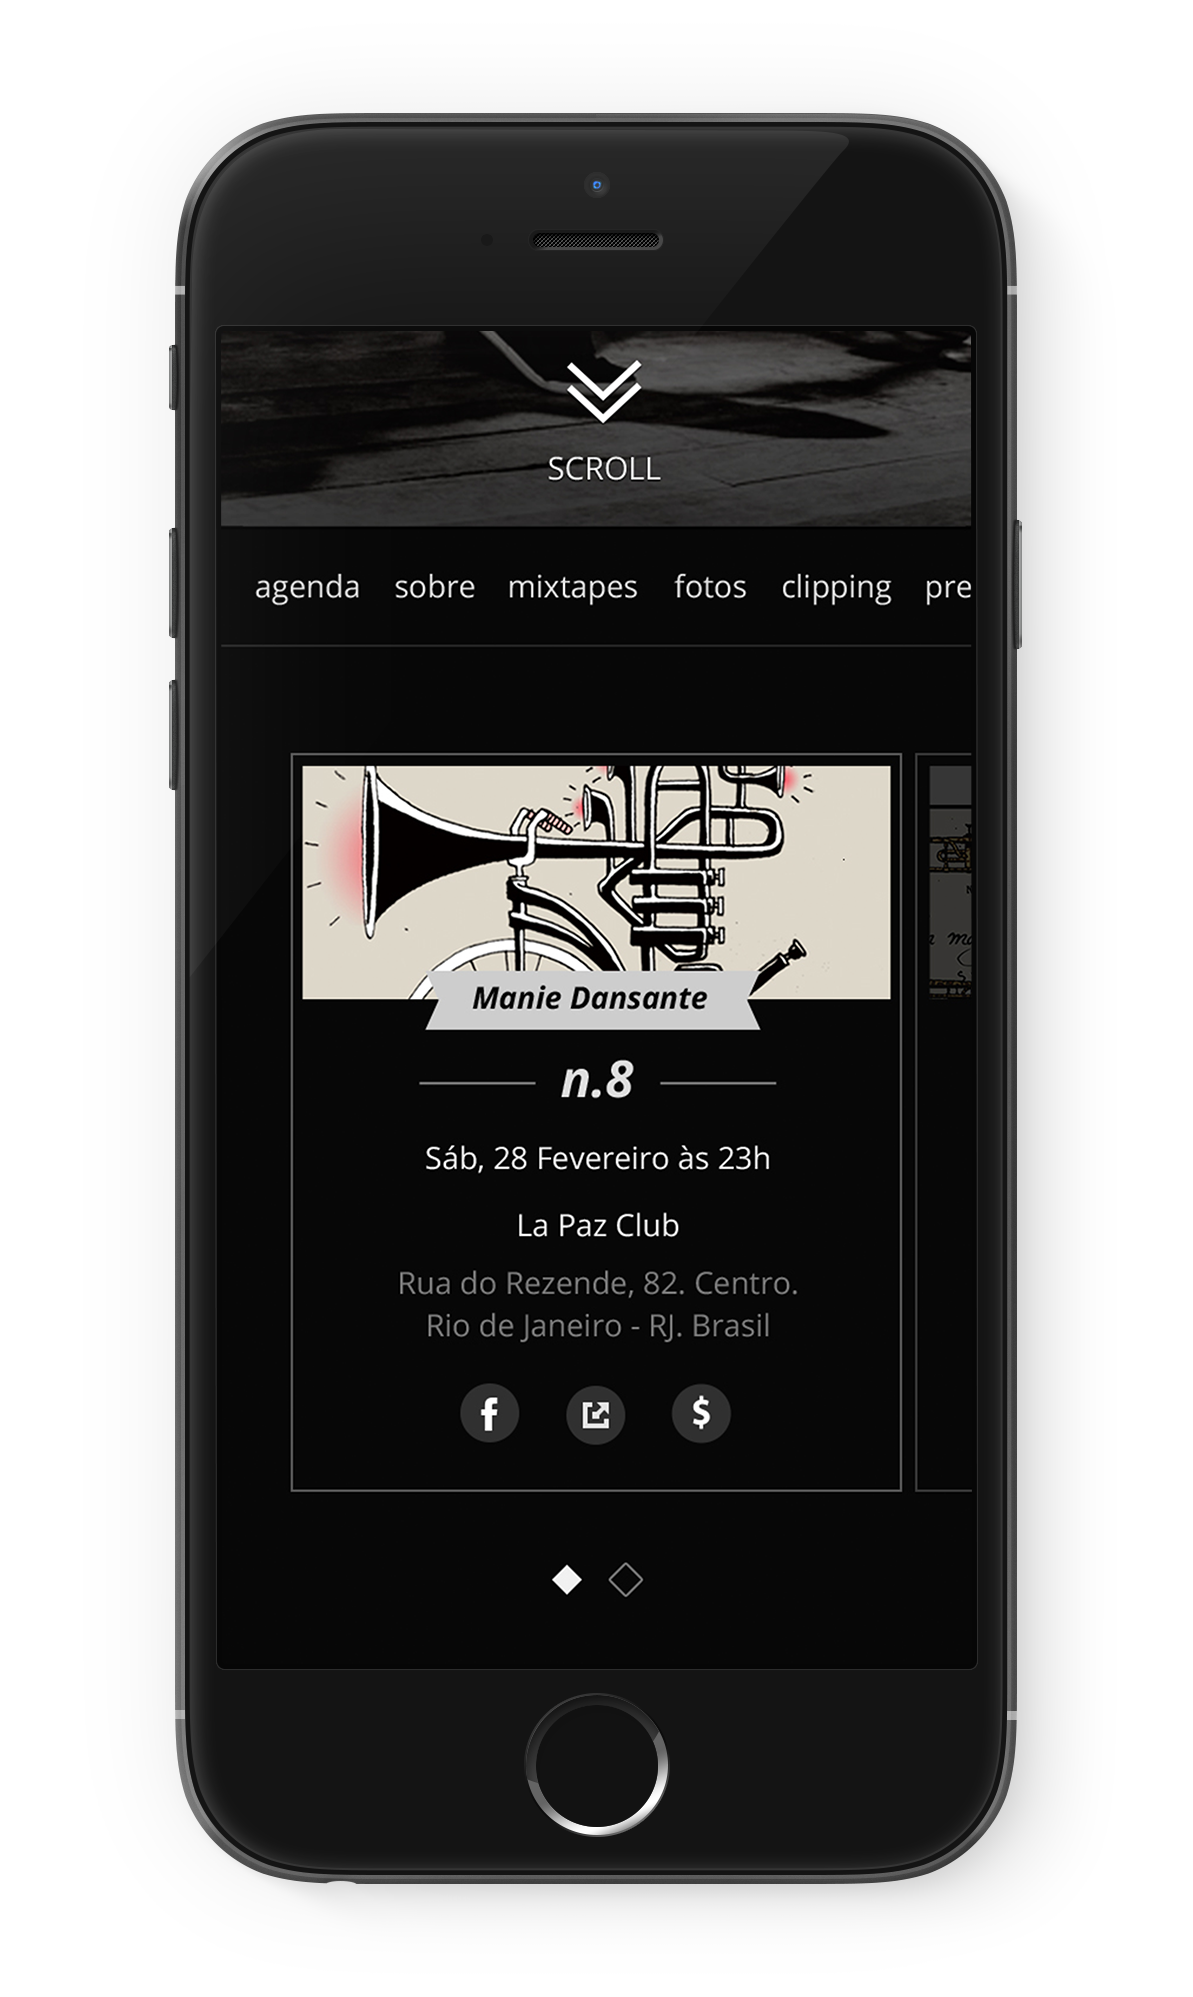 SCROLL
agenda sobre mixtapes fotos clipping pre
Manie Dansante
n.8
Sáb, 28 Fevereiro às 23h
La Paz Club
Rua do Rezende, 82. Centro.
Rio de Janeiro - RJ. Brasil
f $